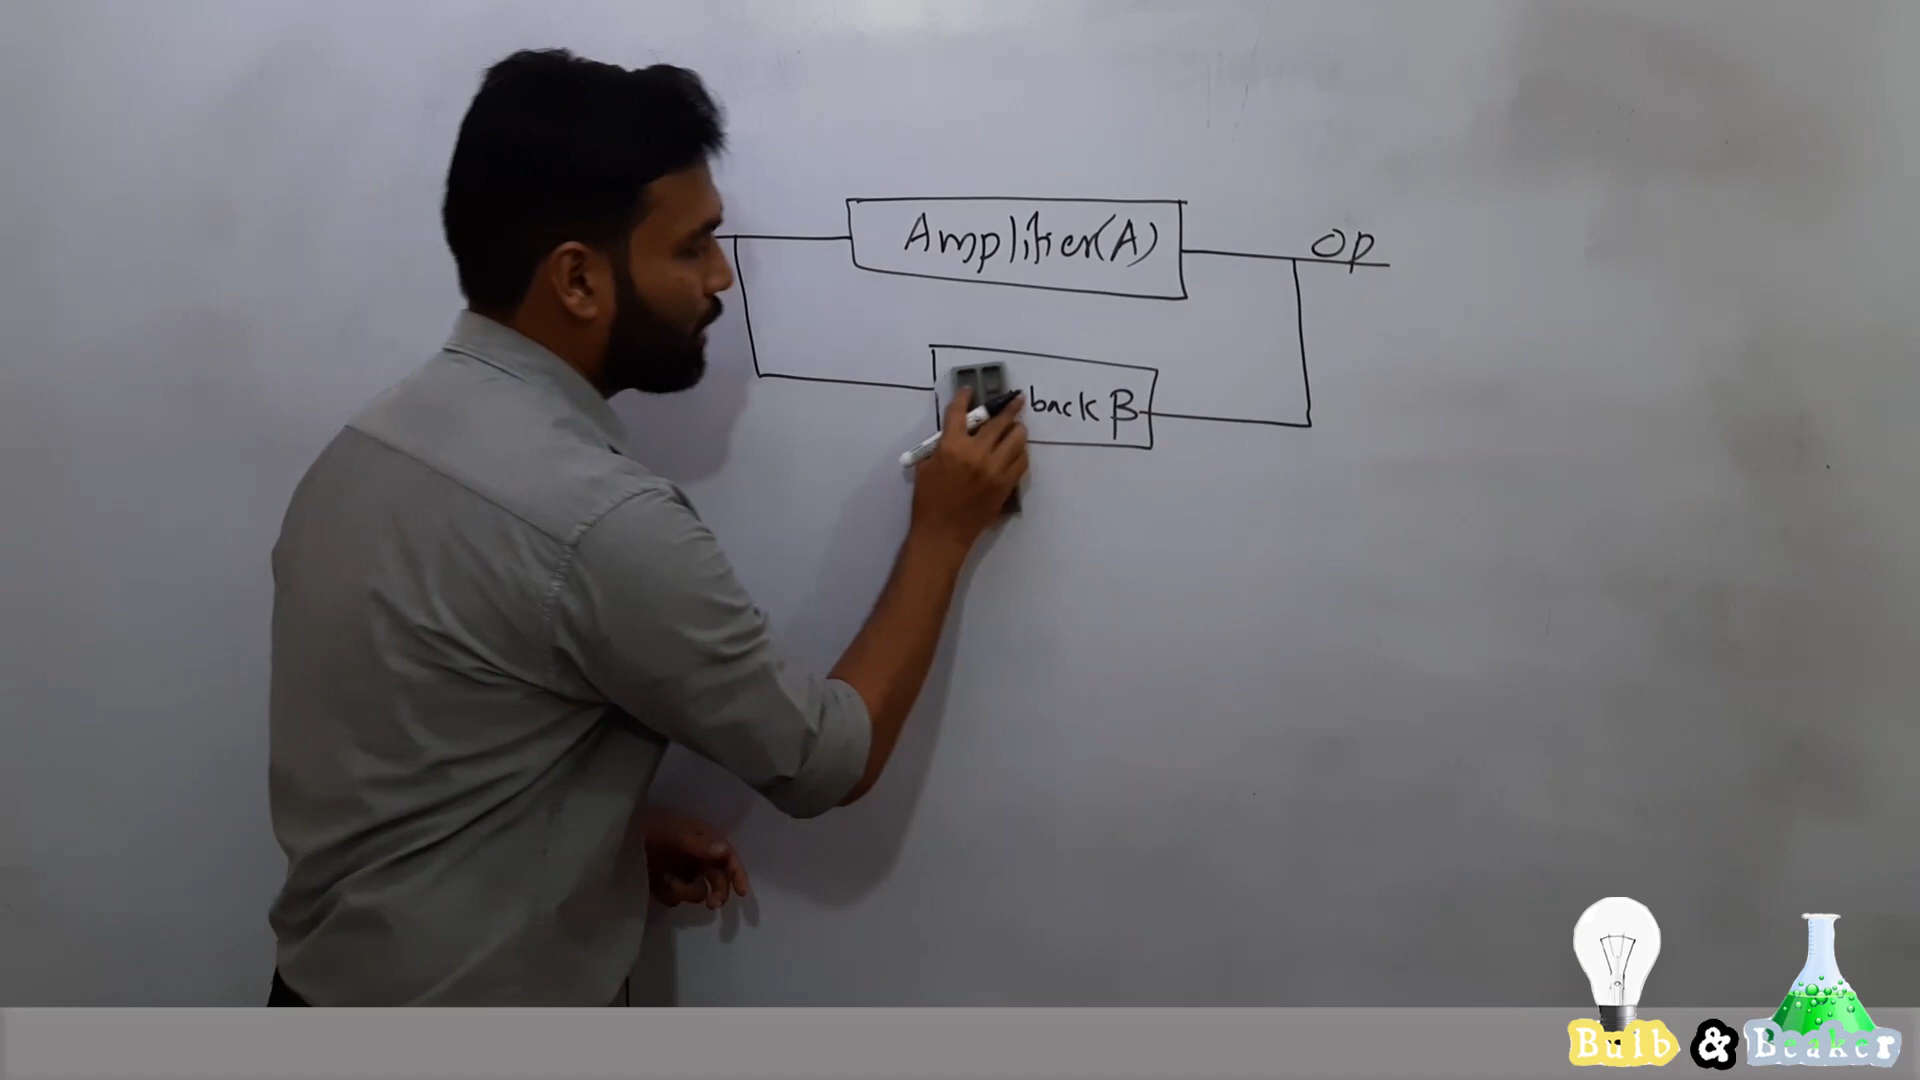 Amplifier(A)
OP
back β
Bulb & Beaker